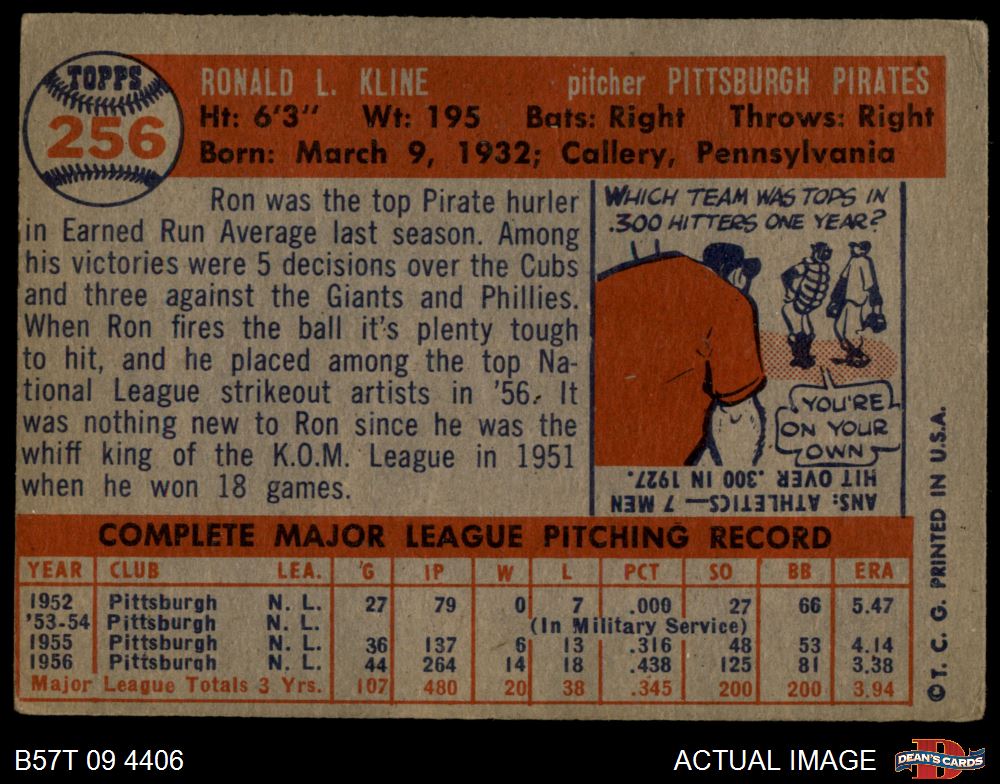 TOPPS
256
RONALD L. KLINE pitcher PITTSBURGH PIRATES
Ht: 6'3" Wt: 195 Bats: Right Throws: Right
Born: March 9, 1932; Callery, Pennsylvania
Ron was the top Pirate hurler
in Earned Run Average last season. Among
his victories were 5 decisions over the Cubs
and three against the Giants and Phillies.
When Ron fires the ball it's plenty tough
to hit, and he placed among the top Na-
tional League strikeout artists in '56. It
was nothing new to Ron since he was the
whiff king of the K.O.M. League in 1951
when he won 18 games.
WHICH TEAM WAS TOPS IN
.300 HITTERS ONE YEAR?
YOU'RE
ON YOUR
OWN
ANS: ATHLETICS—7 MEN
HIT OVER .300 IN 1927.
COMPLETE MAJOR LEAGUE PITCHING RECORD
YEAR CLUB LEA. G IP W L PCT SO BB ERA
1952 Pittsburgh N. L. 27 79 0 7 .000 27 66 5.47
'53-54 Pittsburgh N. L. (In Military Service)
1955 Pittsburgh N. L. 36 137 6 13 .316 48 53 4.14
1956 Pittsburgh N. L. 44 264 14 18 .438 125 81 3.38
Major League Totals 3 Yrs. 107 480 20 38 .345 200 200 3.94
©T. C. G. PRINTED IN U.S.A.
B57T 09 4406
ACTUAL IMAGE
DEAN'S CARDS